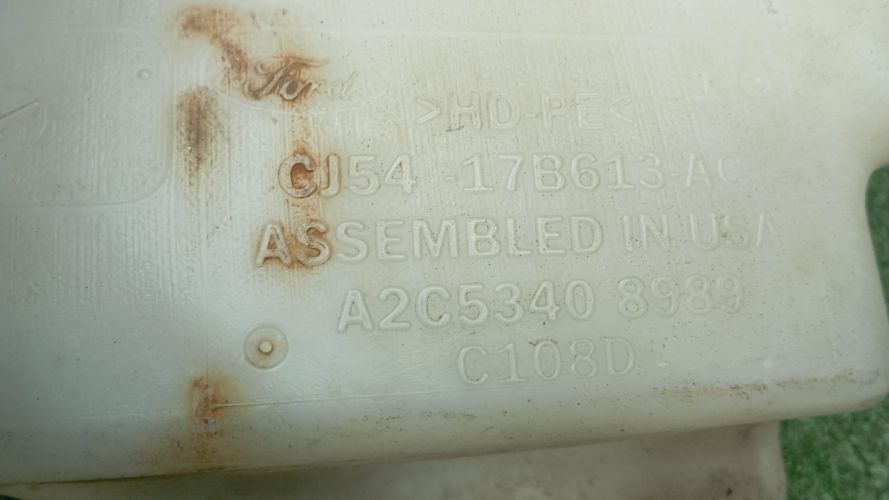 Ford
>HD-PE<
CJ54 -17B613-AC
ASSEMBLED IN USA
A2C5340 8989
C108D